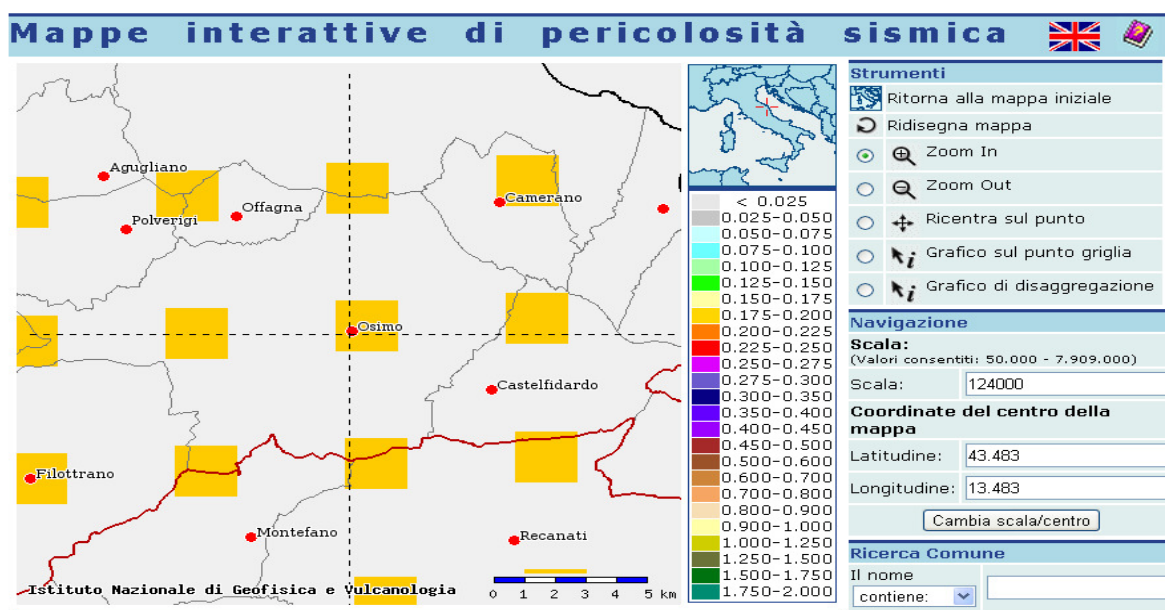 Mappe interattive di pericolosità sismica
Agugliano
Polverigi
Offagna
Camerano
Osimo
Castelfidardo
Filottrano
Montefano
Recanati
Istituto Nazionale di Geofisica e Vulcanologia
0 1 2 3 4 5 km
< 0.025
0.025-0.050
0.050-0.075
0.075-0.100
0.100-0.125
0.125-0.150
0.150-0.175
0.175-0.200
0.200-0.225
0.225-0.250
0.250-0.275
0.275-0.300
0.300-0.350
0.350-0.400
0.400-0.450
0.450-0.500
0.500-0.600
0.600-0.700
0.700-0.800
0.800-0.900
0.900-1.000
1.000-1.250
1.250-1.500
1.500-1.750
1.750-2.000
Strumenti
Ritorna alla mappa iniziale
Ridisegna mappa
Zoom In
Zoom Out
Ricentra sul punto
Grafico sul punto griglia
Grafico di disaggregazione
Navigazione
Scala:
(Valori consentiti: 50.000 - 7.909.000)
Scala: 124000
Coordinate del centro della
mappa
Latitudine: 43.483
Longitudine: 13.483
Cambia scala/centro
Ricerca Comune
Il nome
contiene: